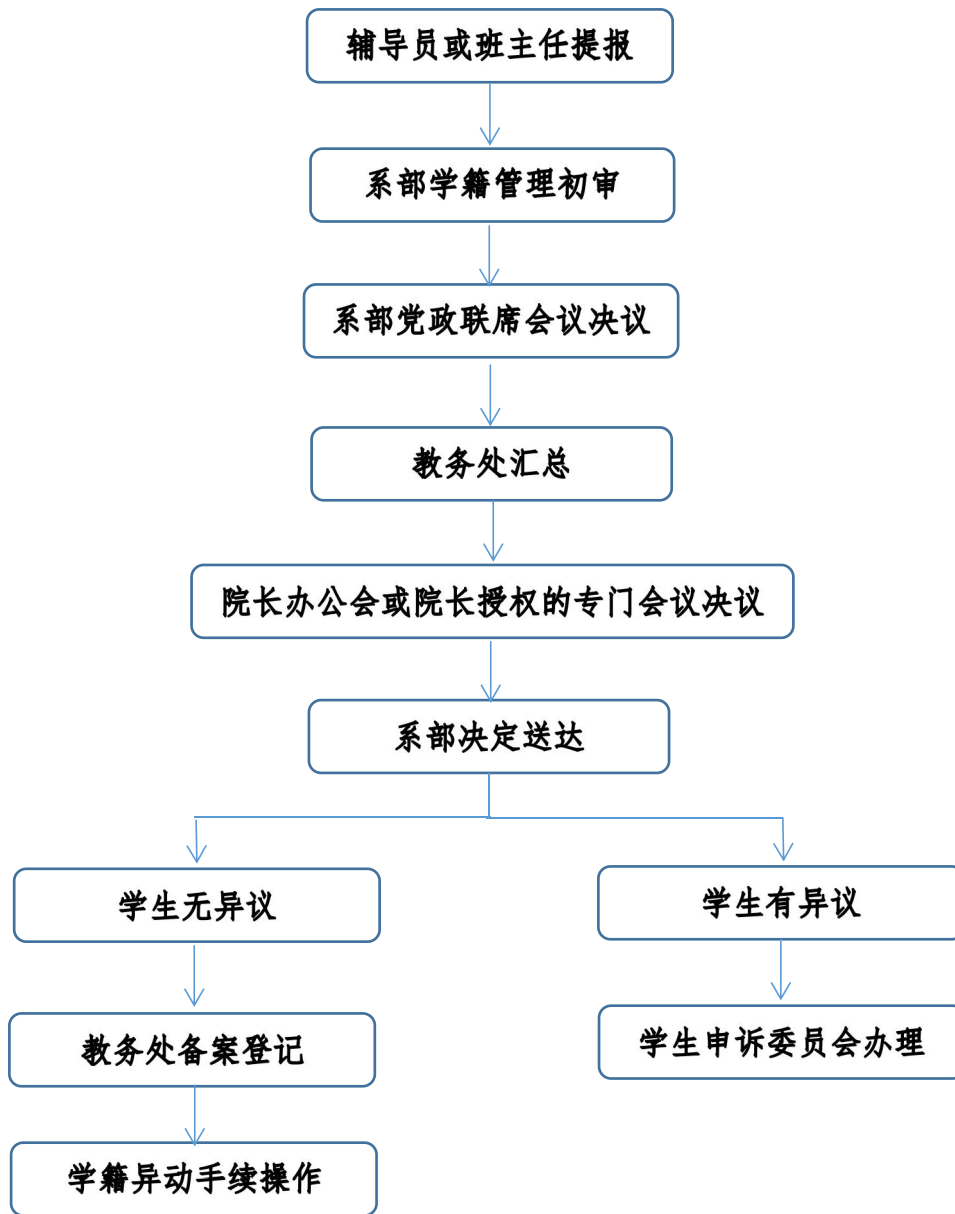 辅导员或班主任提报
系部学籍管理初审
系部党政联席会议决议
教务处汇总
院长办公会或院长授权的专门会议决议
系部决定送达
学生无异议
学生有异议
教务处备案登记
学生申诉委员会办理
学籍异动手续操作